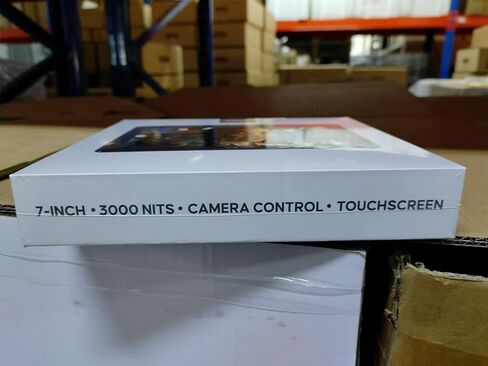 7-INCH • 3000 NITS • CAMERA CONTROL • TOUCHSCREEN